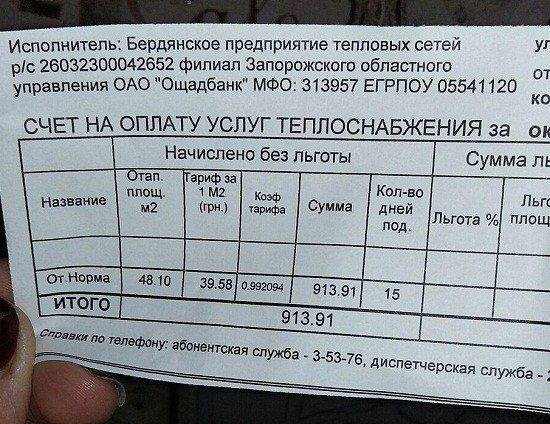 Исполнитель: Бердянское предприятие тепловых сетей
р/с 26032300042652 филиал Запорожского областного
управления ОАО "Ощадбанк" МФО: 313957 ЕГРПОУ 05541120
СЧЕТ НА ОПЛАТУ УСЛУГ ТЕПЛОСНАБЖЕНИЯ за
Начислено без льготы
Название
Отап. площ. м2
Тариф за 1 М2 (грн.)
Коэф тарифа
Сумма
Кол-во дней под.
Льгота %
От.Норма 48.10 39.58 0.992094 913.91 15
ИТОГО 913.91
Справки по телефону: абонентская служба - 3-53-76, диспетчерская служба -